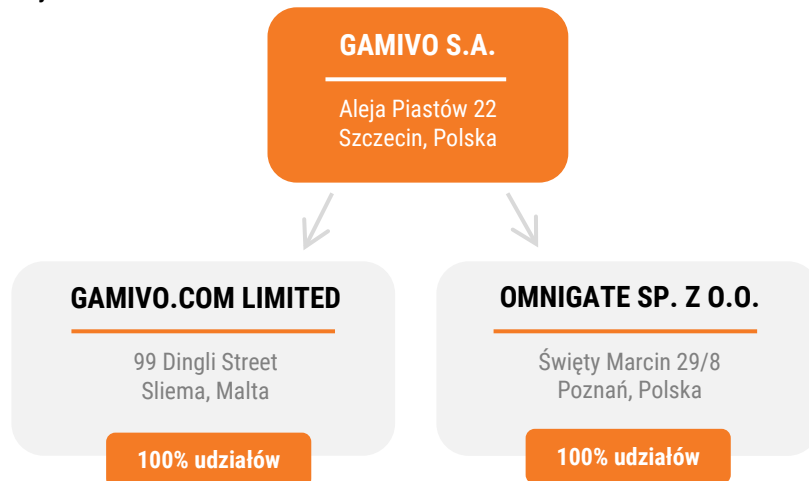 GAMIVO S.A.
Aleja Piastów 22
Szczecin, Polska
GAMIVO.COM LIMITED
99 Dingli Street
Sliema, Malta
100% udziałów
OMNIGATE SP. Z O.O.
Święty Marcin 29/8
Poznań, Polska
100% udziałów